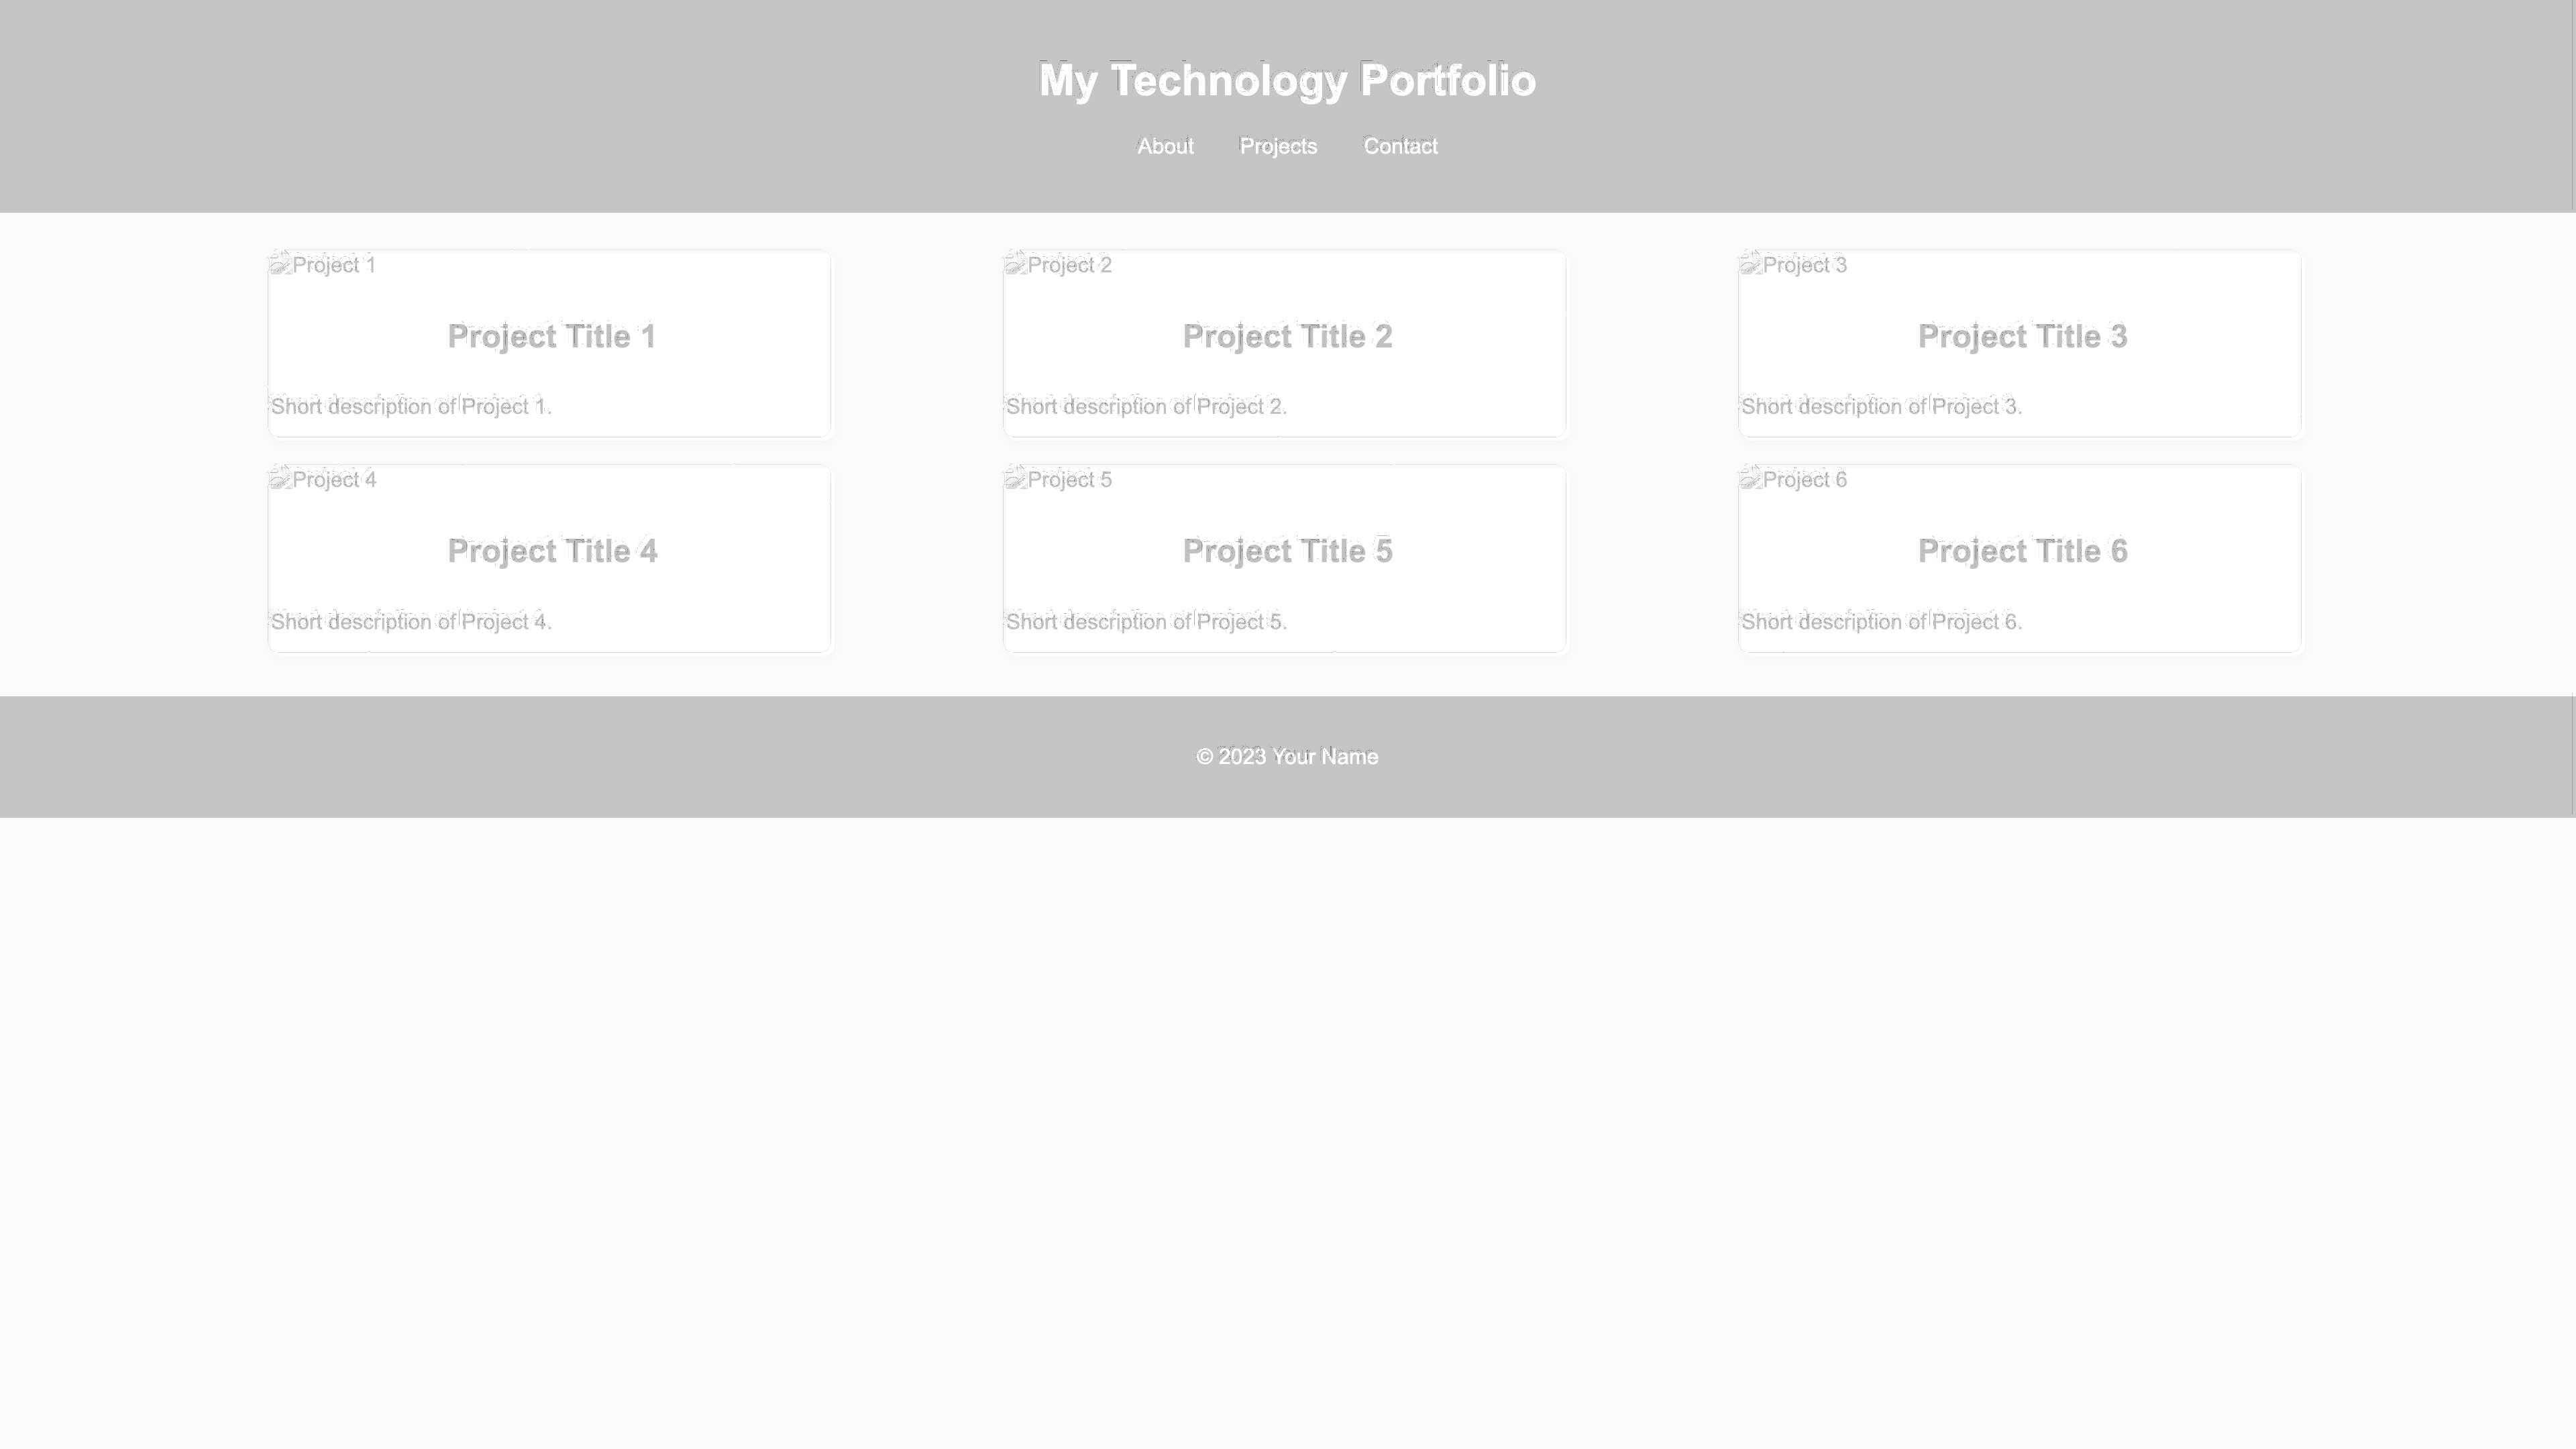 My Technology Portfolio
About Projects Contact
Project 1
Project Title 1
Short description of Project 1.
Project 2
Project Title 2
Short description of Project 2.
Project 3
Project Title 3
Short description of Project 3.
Project 4
Project Title 4
Short description of Project 4.
Project 5
Project Title 5
Short description of Project 5.
Project 6
Project Title 6
Short description of Project 6.
© 2023 Your Name